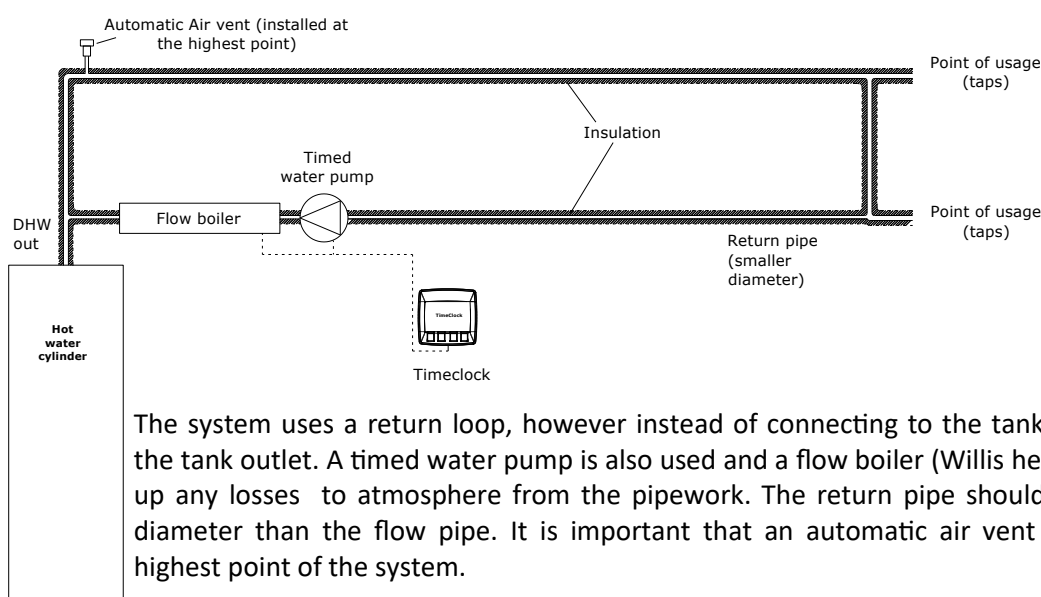 Automatic Air vent (installed at
the highest point)
Point of usage
(taps)
Insulation
Timed
water pump
Flow boiler
DHW
out
Point of usage
(taps)
Return pipe
(smaller
diameter)
TimeClock
Timeclock
Hot
water
cylinder
The system uses a return loop, however instead of connecting to the tank
the tank outlet. A timed water pump is also used and a flow boiler (Willis he
up any losses to atmosphere from the pipework. The return pipe should
diameter than the flow pipe. It is important that an automatic air vent
highest point of the system.